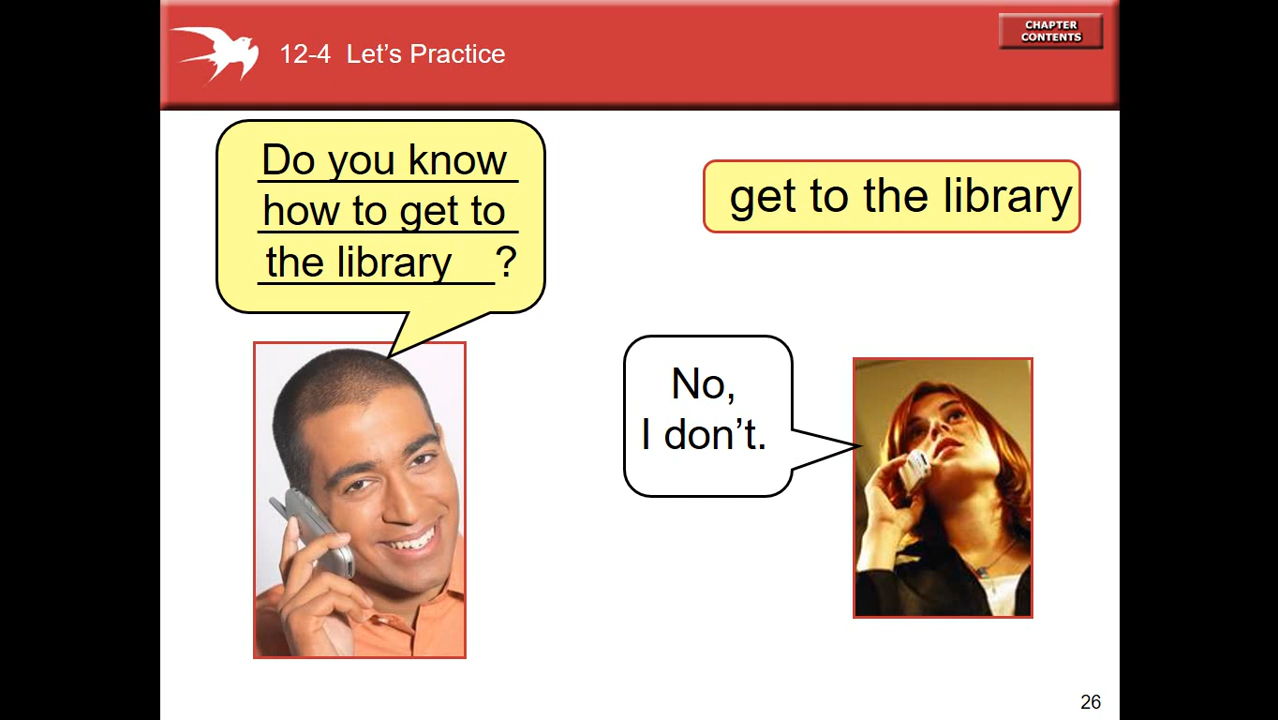 12-4 Let’s Practice
CHAPTER
CONTENTS
Do you know
how to get to
the library ?
get to the library
No,
I don’t.
26